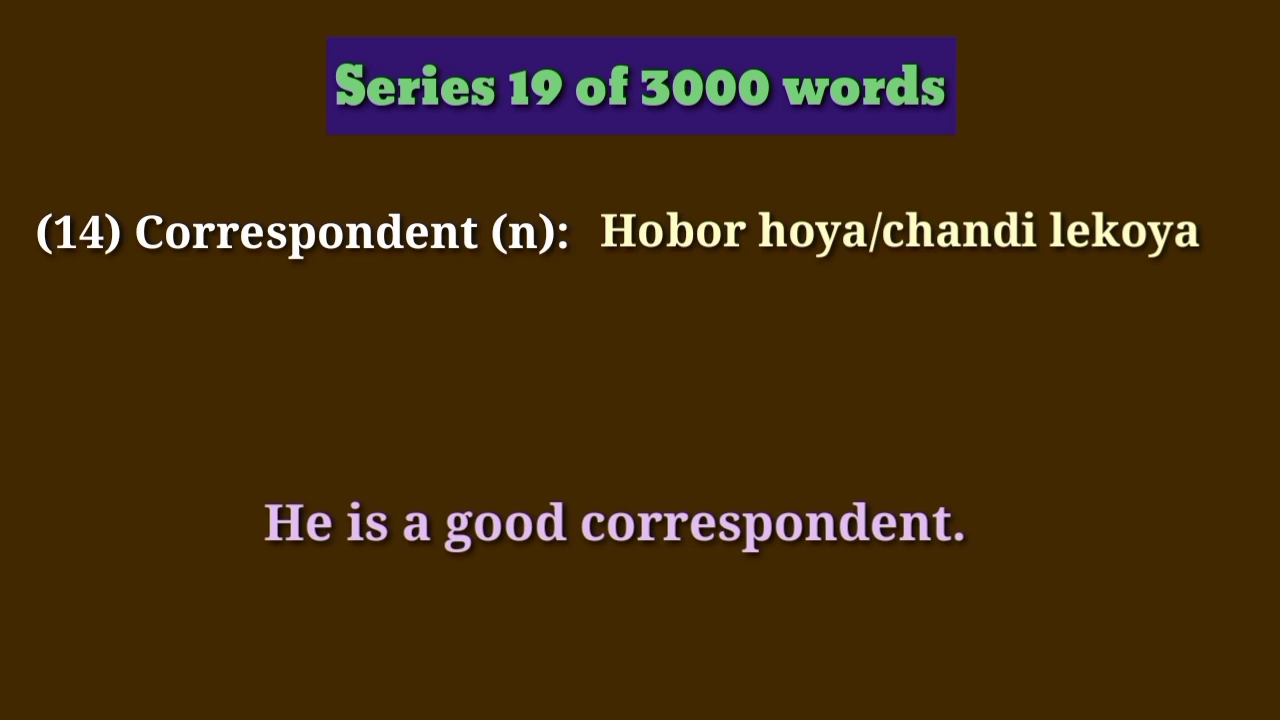 Series 19 of 3000 words
(14) Correspondent (n): Hobor hoya/chandi lekoya
He is a good correspondent.